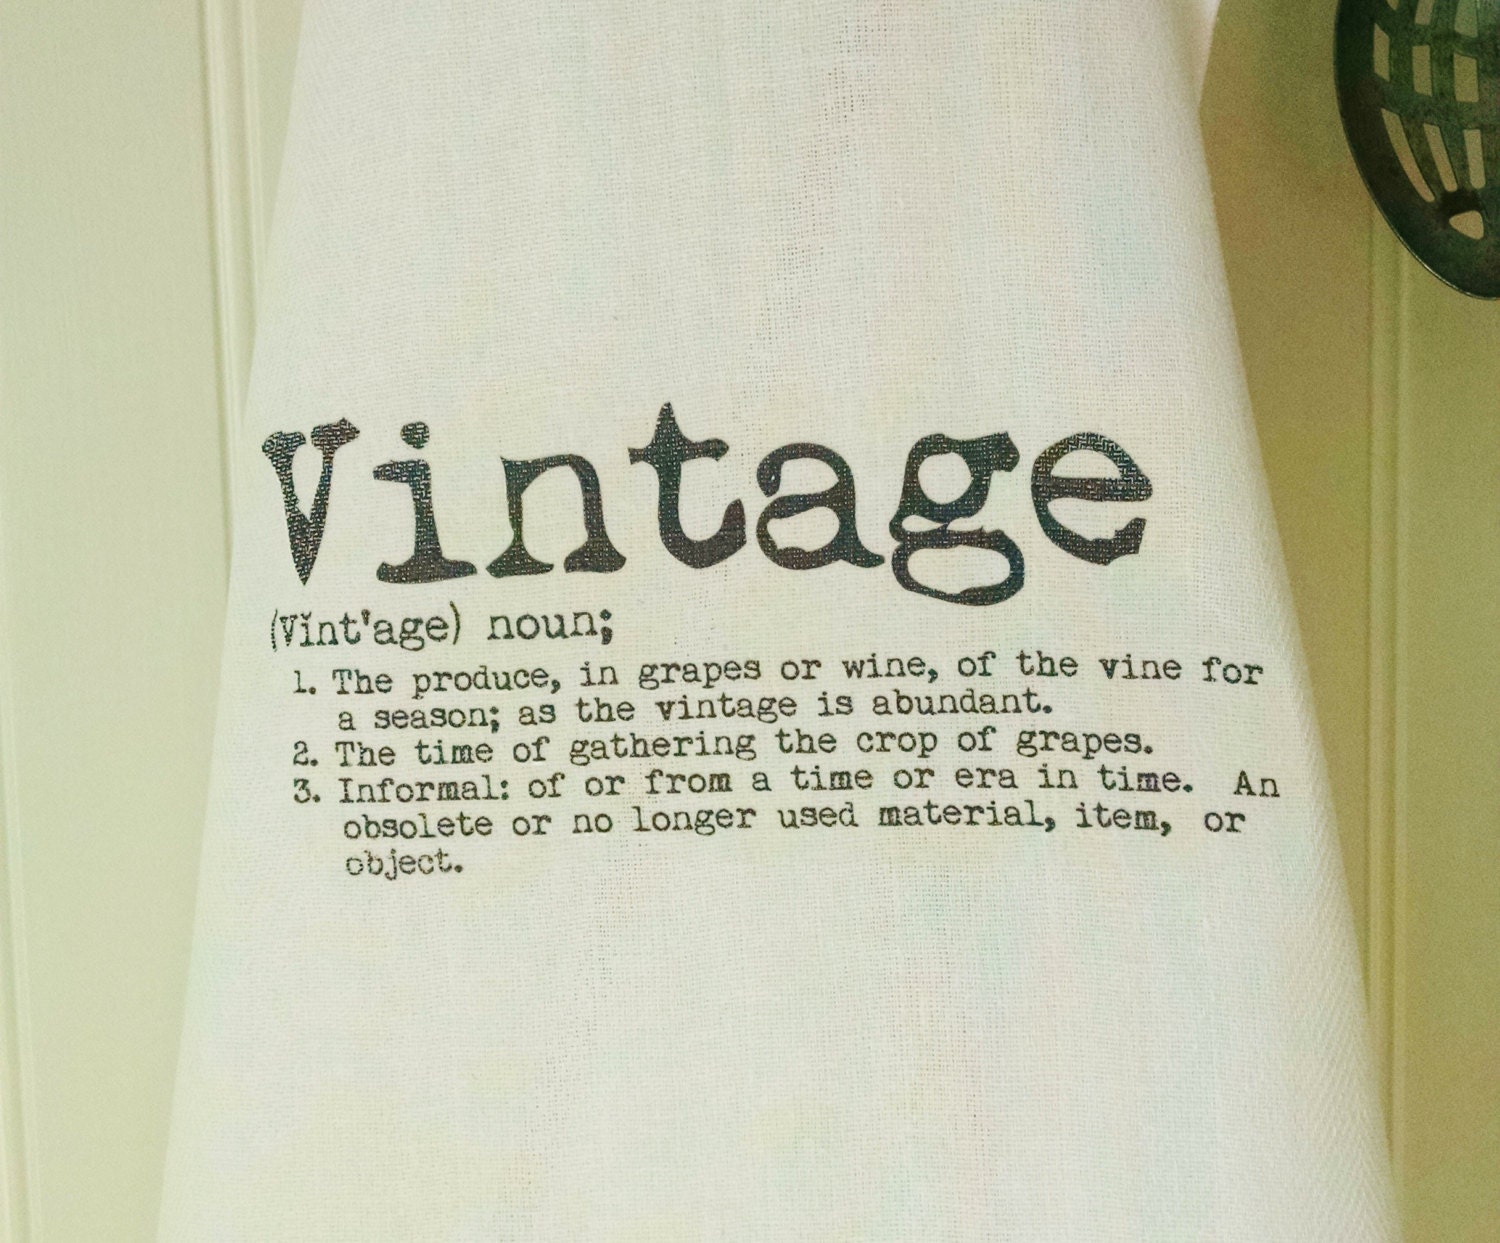 Vintage
(Vĭnt'age) noun;
1. The produce, in grapes or wine, of the vine for
a season; as the vintage is abundant.
2. The time of gathering the crop of grapes.
3. Informal: of or from a time or era in time. An
obsolete or no longer used material, item, or
object.